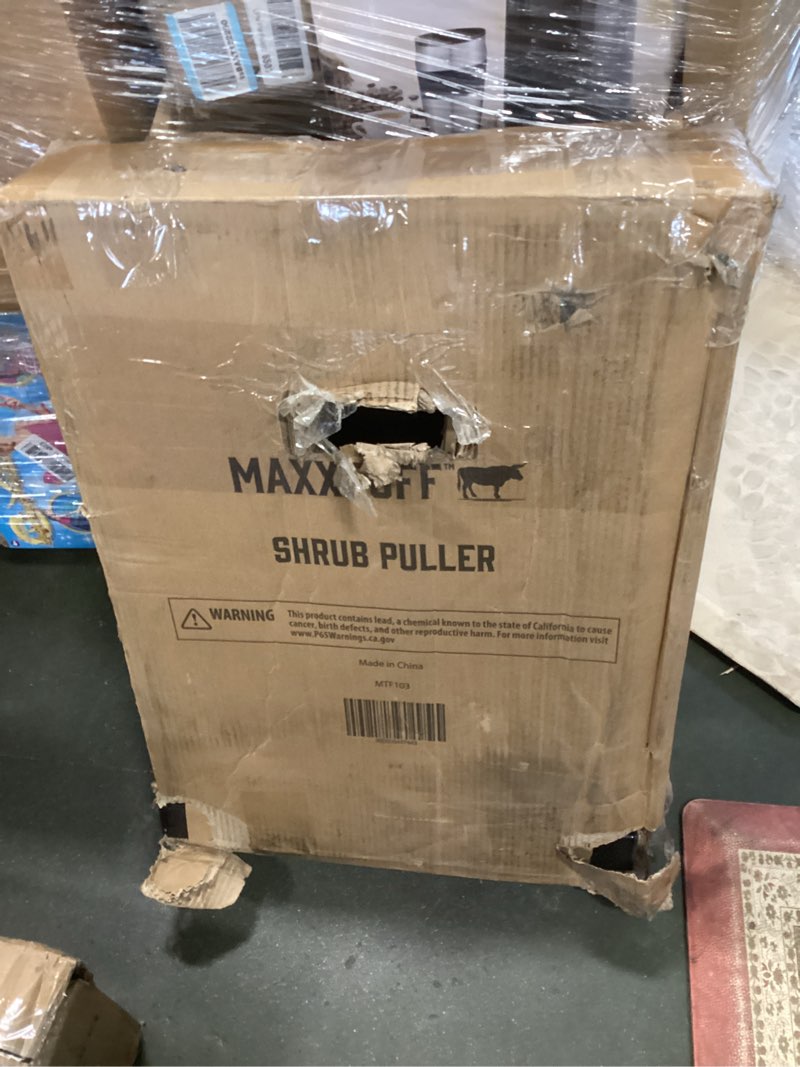 MAXX
™
SHRUB PULLER
WARNING
This product contains lead, a chemical known to the state of California to cause
cancer, birth defects, and other reproductive harm. For more information visit
www.P65Warnings.ca.gov
Made in China
MTF103